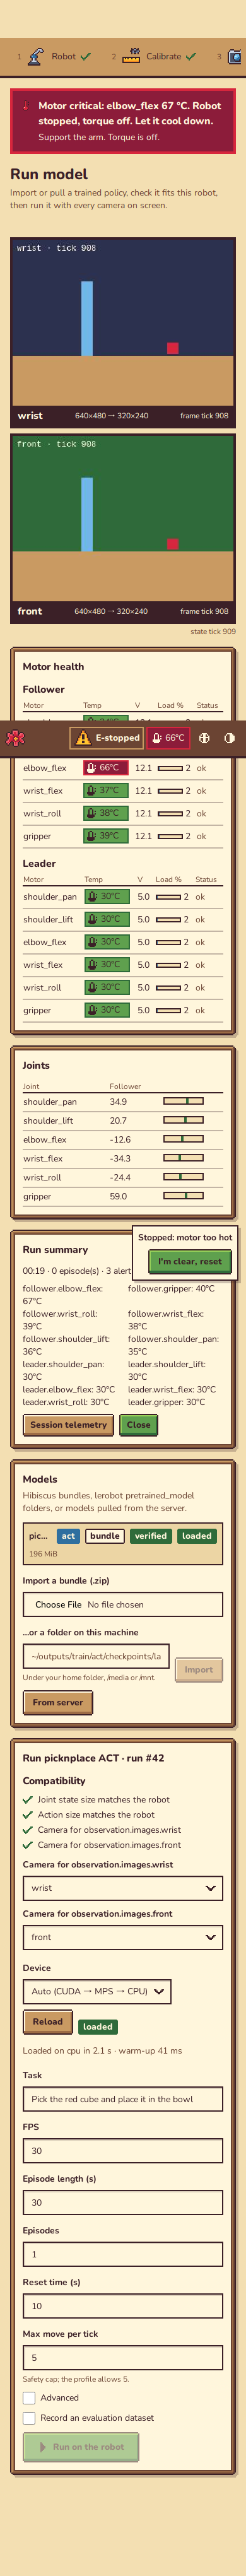 1 Robot 2 Calibrate 3
Motor critical: elbow_flex 67 °C. Robot
stopped, torque off. Let it cool down.
Support the arm. Torque is off.
Run model
Import or pull a trained policy, check it fits this robot,
then run it with every camera on screen.
wrist · tick 908
wrist 640×480 → 320×240 frame tick 908
front · tick 908
front 640×480 → 320×240 frame tick 908
state tick 909
Motor health
Follower
Motor Temp V Load % Status
E-stopped 66°C
elbow_flex 66°C 12.1 2 ok
wrist_flex 37°C 12.1 2 ok
wrist_roll 38°C 12.1 2 ok
gripper 39°C 12.1 2 ok
Leader
Motor Temp V Load % Status
shoulder_pan 30°C 5.0 2 ok
shoulder_lift 30°C 5.0 2 ok
elbow_flex 30°C 5.0 2 ok
wrist_flex 30°C 5.0 2 ok
wrist_roll 30°C 5.0 2 ok
gripper 30°C 5.0 2 ok
Joints
Joint Follower
shoulder_pan 34.9
shoulder_lift 20.7
elbow_flex -12.6
wrist_flex -34.3
wrist_roll -24.4
gripper 59.0
Stopped: motor too hot
I'm clear, reset
Run summary
00:19 · 0 episode(s) · 3 alert
follower.elbow_flex: 67°C
follower.gripper: 40°C
follower.wrist_roll: 39°C
follower.wrist_flex: 38°C
follower.shoulder_lift: 36°C
follower.shoulder_pan: 35°C
leader.shoulder_pan: 30°C
leader.shoulder_lift: 30°C
leader.elbow_flex: 30°C
leader.wrist_flex: 30°C
leader.wrist_roll: 30°C
leader.gripper: 30°C
Session telemetry Close
Models
Hibiscus bundles, lerobot pretrained_model
folders, or models pulled from the server.
pic... act bundle verified loaded
196 MiB
Import a bundle (.zip)
Choose File No file chosen
...or a folder on this machine
~/outputs/train/act/checkpoints/la
Import
Under your home folder, /media or /mnt.
From server
Run picknplace ACT · run #42
Compatibility
Joint state size matches the robot
Action size matches the robot
Camera for observation.images.wrist
Camera for observation.images.front
Camera for observation.images.wrist
wrist
Camera for observation.images.front
front
Device
Auto (CUDA → MPS → CPU)
Reload loaded
Loaded on cpu in 2.1 s · warm-up 41 ms
Task
Pick the red cube and place it in the bowl
FPS
30
Episode length (s)
30
Episodes
1
Reset time (s)
10
Max move per tick
5
Safety cap; the profile allows 5.
Advanced
Record an evaluation dataset
Run on the robot